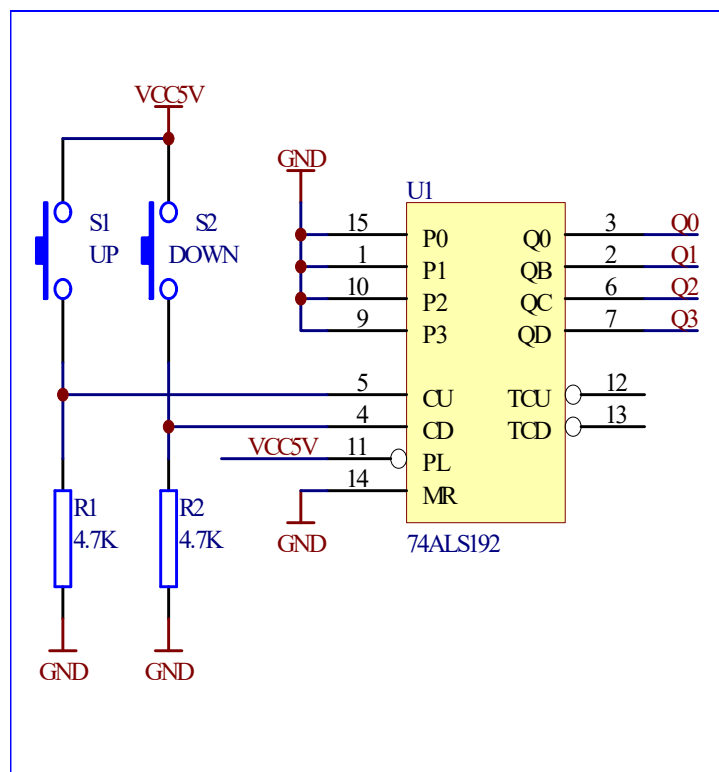 VCC5V
GND
U1
S1
UP
S2
DOWN
15 P0 Q0 3 Q0
1 P1 QB 2 Q1
10 P2 QC 6 Q2
9 P3 QD 7 Q3
5 CU TCU 12
4 CD TCD 13
VCC5V 11 PL
14 MR
GND
74ALS192
R1
4.7K
R2
4.7K
GND
GND